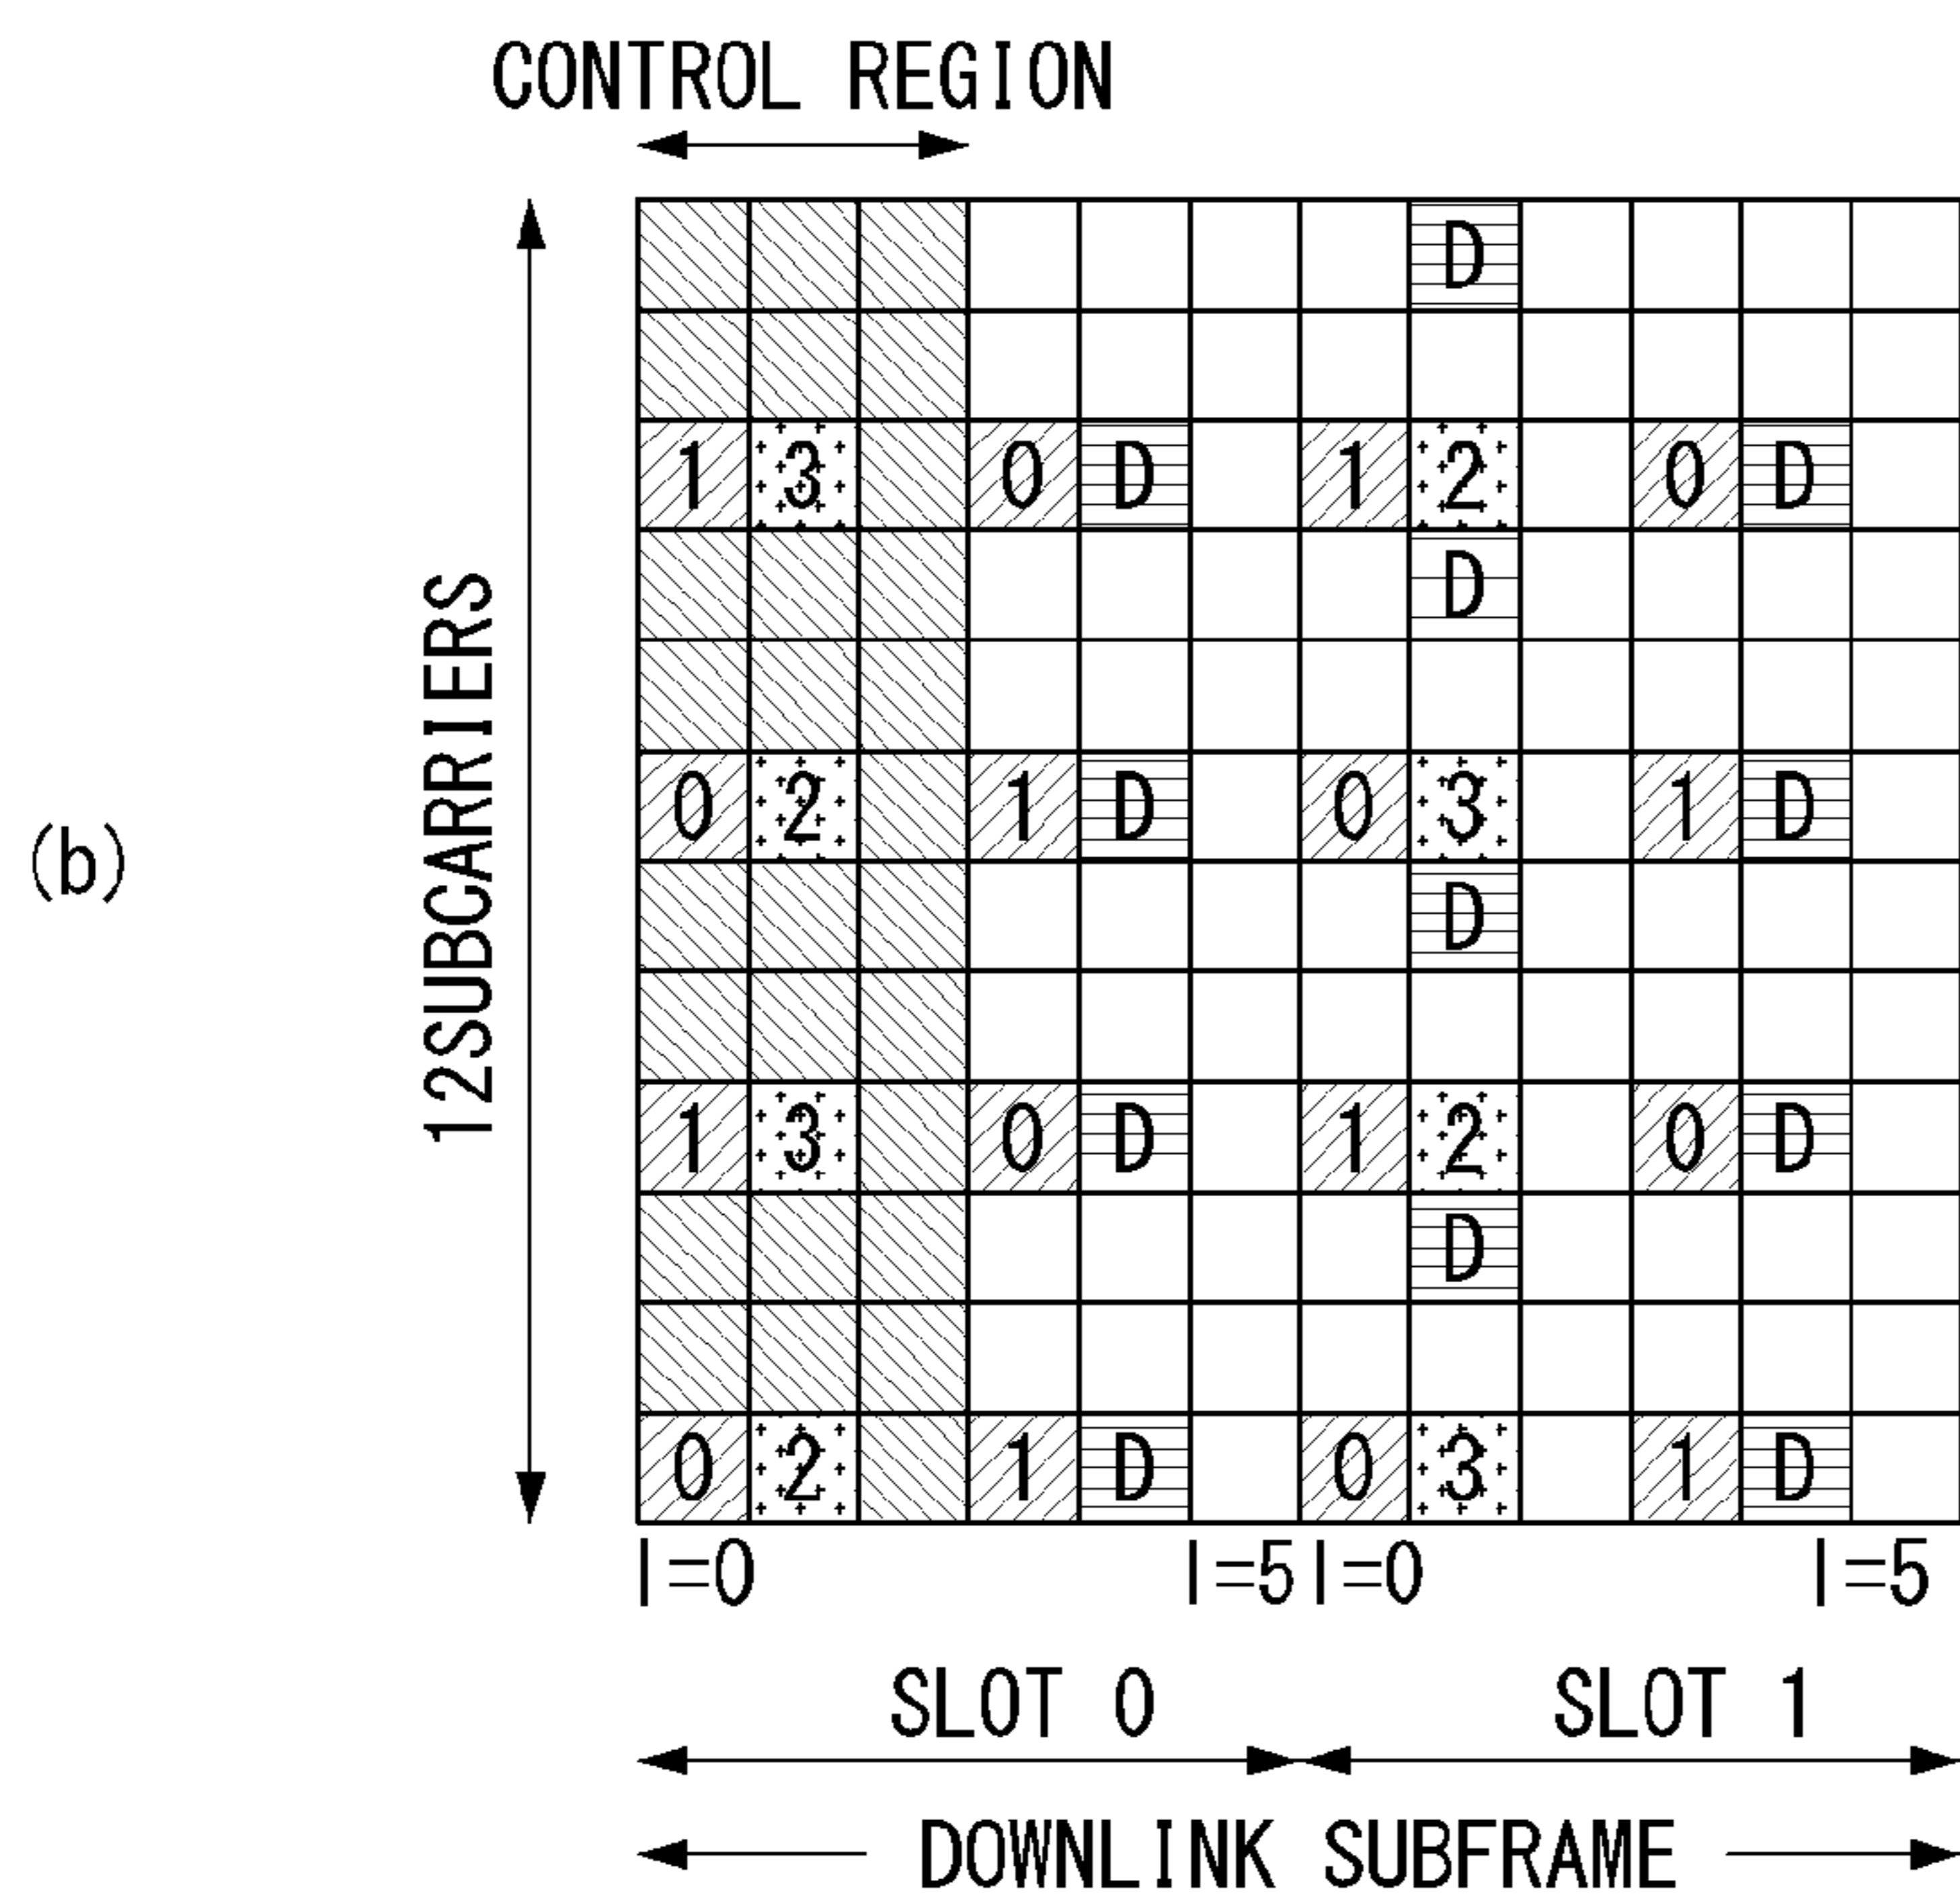 CONTROL REGION
D
1 3 0 D 1 2 0 D
D
0 2 1 D 0 3 1 D
D
1 3 0 D 1 2 0 D
D
0 2 1 D 0 3 1 D
12SUBCARRIERS
(b)
l=0 l=5 l=0 l=5
SLOT 0 SLOT 1
DOWNLINK SUBFRAME